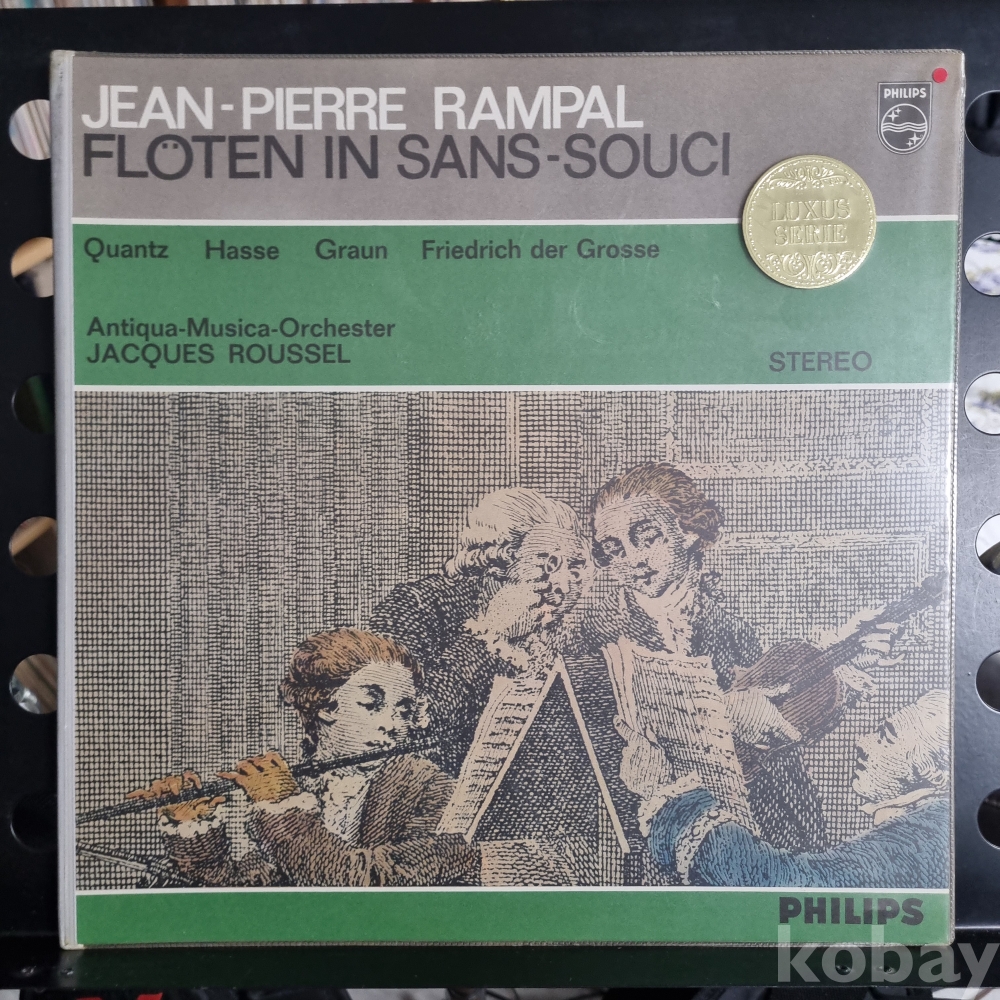 JEAN-PIERRE RAMPAL
FLÖTEN IN SANS-SOUCI
PHILIPS
LUXUS
SERIE
Quantz Hasse Graun Friedrich der Grosse
Antiqua-Musica-Orchester
JACQUES ROUSSEL
STEREO
PHILIPS
kobay